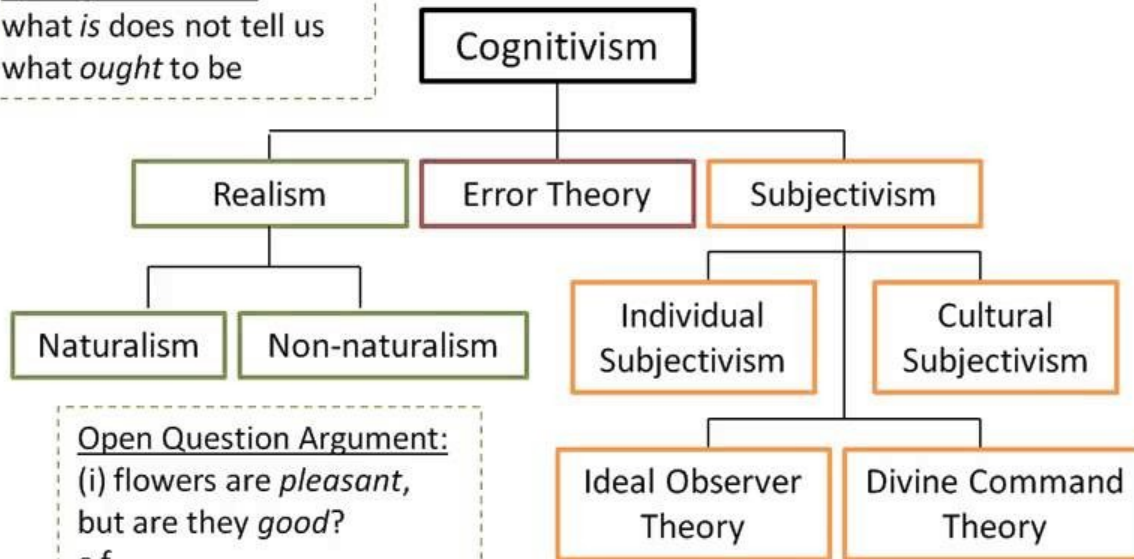 what is does not tell us
what ought to be
Cognitivism
Realism
Error Theory
Subjectivism
Naturalism
Non-naturalism
Individual
Subjectivism
Cultural
Subjectivism
Open Question Argument:
(i) flowers are pleasant,
but are they good?
Ideal Observer
Theory
Divine Command
Theory